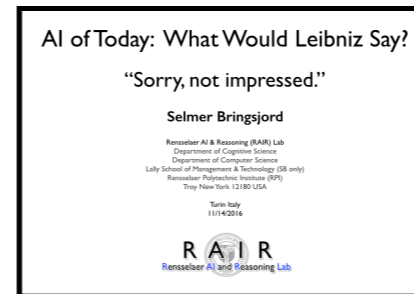 AI of Today:  What Would Leibniz Say?
“Sorry, not impressed.”
Selmer Bringsjord
Rensselaer AI & Reasoning (RAIR) Lab
Department of Cognitive Science
Department of Computer Science
Lally School of Management & Technology (SB only)
Rensselaer Polytechnic Institute (RPI)
Troy New York 12180 USA
Turin Italy
11/14/2016
R A I R
Rensselaer AI and Reasoning Lab